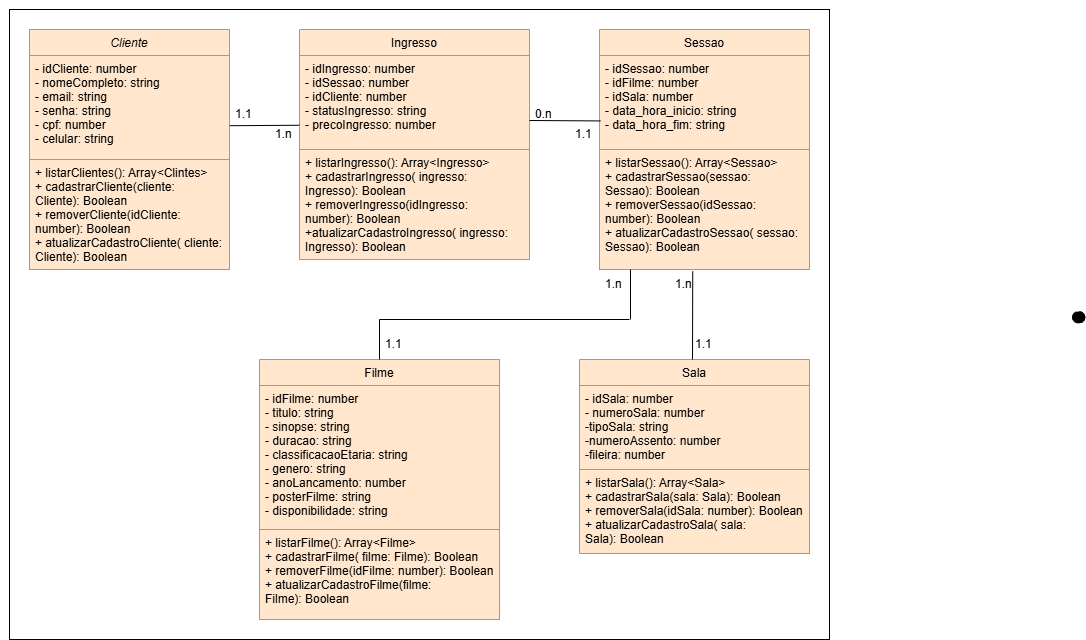 Cliente
- idCliente: number
- nomeCompleto: string
- email: string
- senha: string
- cpf: number
- celular: string
+ listarClientes(): Array<Clintes>
+ cadastrarCliente(cliente:
Cliente): Boolean
+ removerCliente(idCliente:
number): Boolean
+ atualizarCadastroCliente( cliente:
Cliente): Boolean
1.1
1.n
Ingresso
- idIngresso: number
- idSessao: number
- idCliente: number
- statusIngresso: string
- precoIngresso: number
+ listarIngresso(): Array<Ingresso>
+ cadastrarIngresso( ingresso:
Ingresso): Boolean
+ removerIngresso(idIngresso:
number): Boolean
+atualizarCadastroIngresso( ingresso:
Ingresso): Boolean
0.n
1.1
Sessao
- idSessao: number
- idFilme: number
- idSala: number
- data_hora_inicio: string
- data_hora_fim: string
+ listarSessao(): Array<Sessao>
+ cadastrarSessao(sessao:
Sessao): Boolean
+ removerSessao(idSessao:
number): Boolean
+ atualizarCadastroSessao( sessao:
Sessao): Boolean
1.n
1.n
1.1
1.1
Filme
- idFilme: number
- titulo: string
- sinopse: string
- duracao: string
- classificacaoEtaria: string
- genero: string
- anoLancamento: number
- posterFilme: string
- disponibilidade: string
+ listarFilme(): Array<Filme>
+ cadastrarFilme( filme: Filme): Boolean
+ removerFilme(idFilme: number): Boolean
+ atualizarCadastroFilme(filme:
Filme): Boolean
Sala
- idSala: number
- numeroSala: number
-tipoSala: string
-numeroAssento: number
-fileira: number
+ listarSala(): Array<Sala>
+ cadastrarSala(sala: Sala): Boolean
+ removerSala(idSala: number): Boolean
+ atualizarCadastroSala( sala:
Sala): Boolean